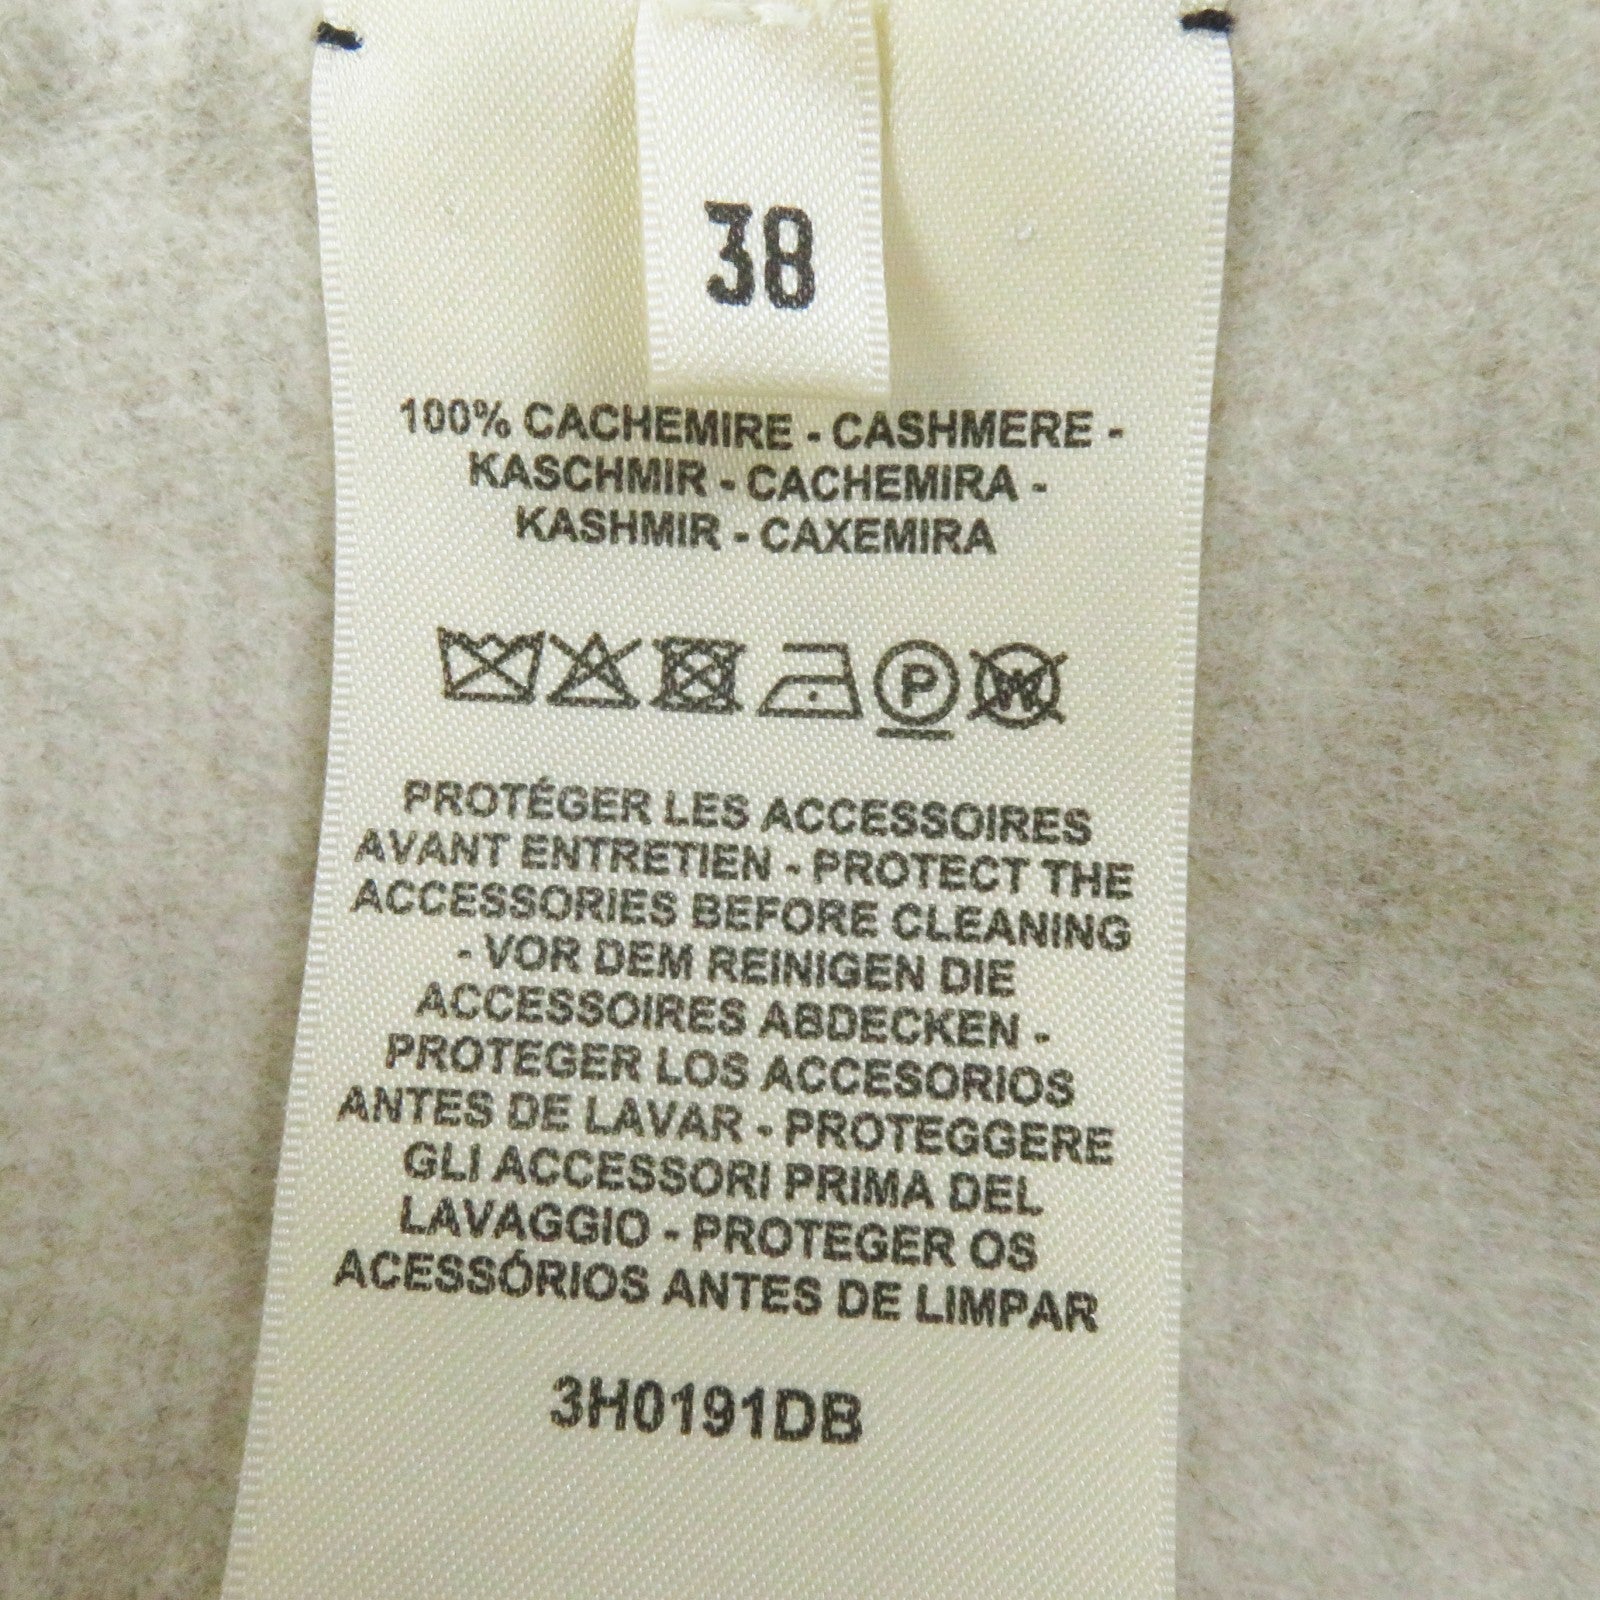 38
100% CACHEMIRE - CASHMERE -
KASCHMIR - CACHEMIRA -
KASHMIR - CAXEMIRA
P W
PROTÉGER LES ACCESSOIRES
AVANT ENTRETIEN - PROTECT THE
ACCESSORIES BEFORE CLEANING
- VOR DEM REINIGEN DIE
ACCESSOIRES ABDECKEN -
PROTEGER LOS ACCESORIOS
ANTES DE LAVAR - PROTEGGERE
GLI ACCESSORI PRIMA DEL
LAVAGGIO - PROTEGER OS
ACESSÓRIOS ANTES DE LIMPAR
3H0191DB